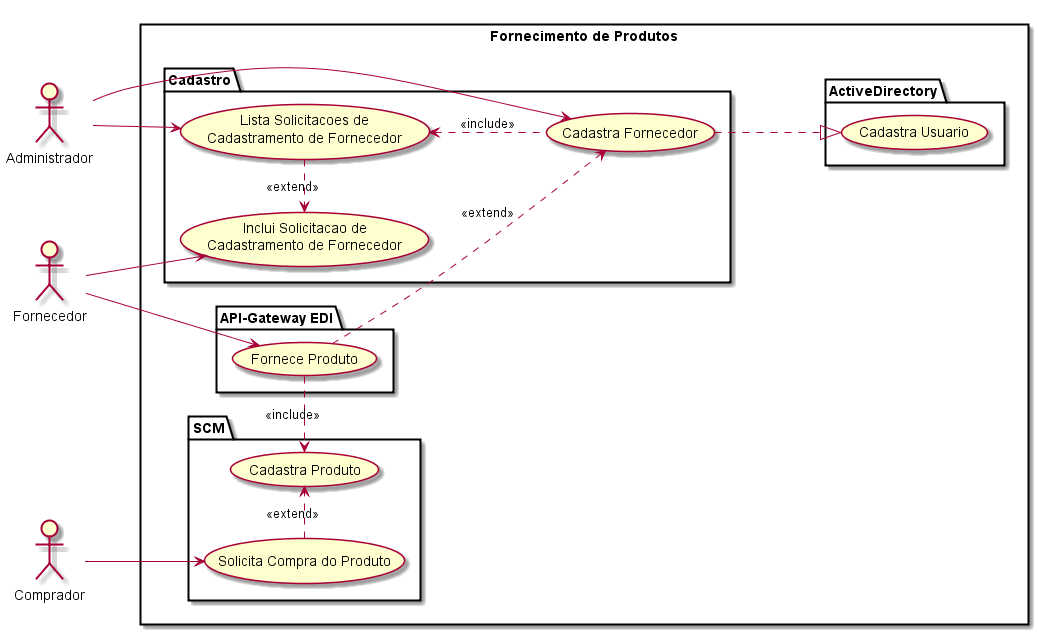 Fornecimento de Produtos
Cadastro
ActiveDirectory
Lista Solicitacoes de
Cadastramento de Fornecedor
«include»
Cadastra Fornecedor
Cadastra Usuario
Administrador
«extend»
«extend»
Inclui Solicitacao de
Cadastramento de Fornecedor
Fornecedor
API-Gateway EDI
Fornece Produto
«include»
SCM
Cadastra Produto
«extend»
Solicita Compra do Produto
Comprador